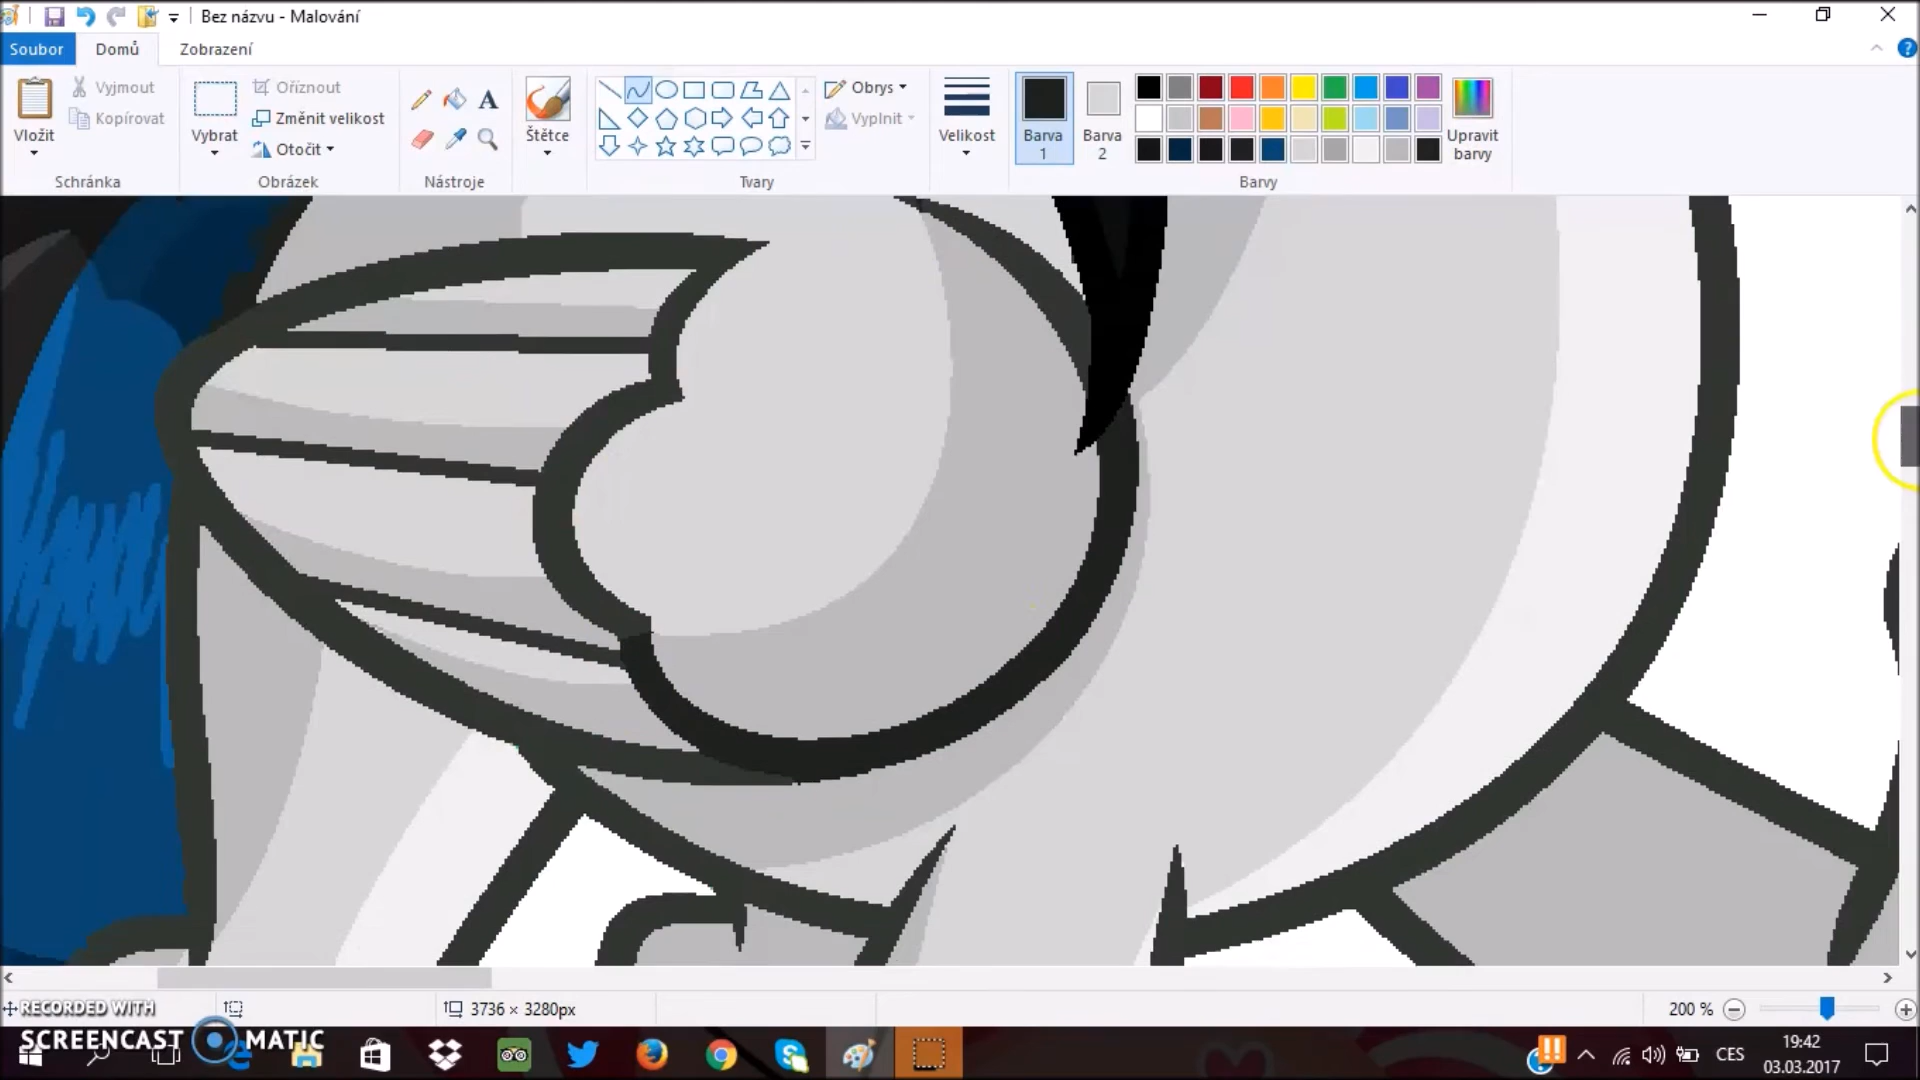 Bez názvu - Malování
Soubor Domů Zobrazení
Vložit
Vyjmout
Kopírovat
Schránka
Vybrat
Oříznout
Změnit velikost
Otočit
Obrázek
A
Nástroje
Štětce
Tvary
Obrys
Vyplnit
Velikost
Barva
1
Barva
2
Barvy
Upravit
barvy
3736 × 3280px
200 %
RECORDED WITH
SCREENCAST MATIC
CES
19:42
03.03.2017